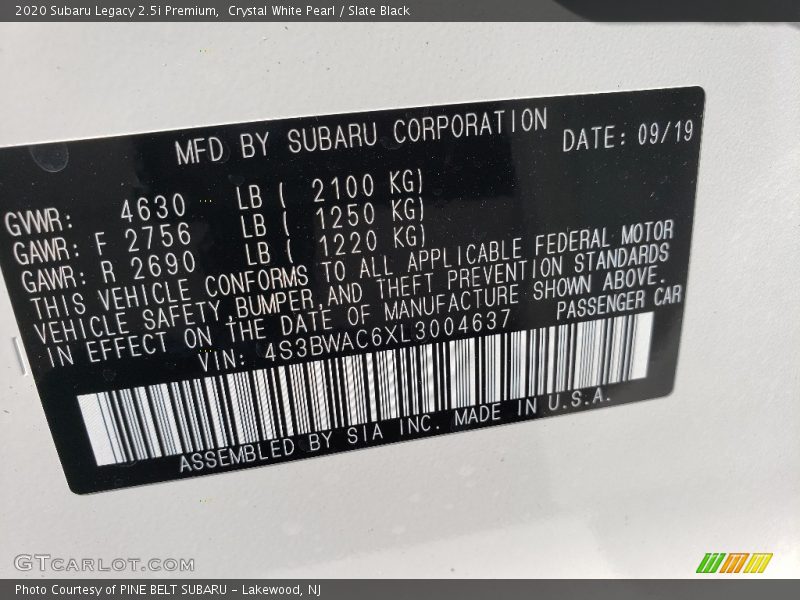 2020 Subaru Legacy 2.5i Premium,  Crystal White Pearl / Slate Black
MFD BY SUBARU CORPORATION DATE: 09/19
GVWR: 4630 LB ( 2100 KG)
GAWR: F 2756 LB ( 1250 KG)
GAWR: R 2690 LB ( 1220 KG)
THIS VEHICLE CONFORMS TO ALL APPLICABLE FEDERAL MOTOR
VEHICLE SAFETY,BUMPER,AND THEFT PREVENTION STANDARDS
IN EFFECT ON THE DATE OF MANUFACTURE SHOWN ABOVE.
VIN: 4S3BWAC6XL3004637 PASSENGER CAR
ASSEMBLED BY SIA INC. MADE IN U.S.A.
GTCARLOT.COM
Photo Courtesy of PINE BELT SUBARU - Lakewood, NJ